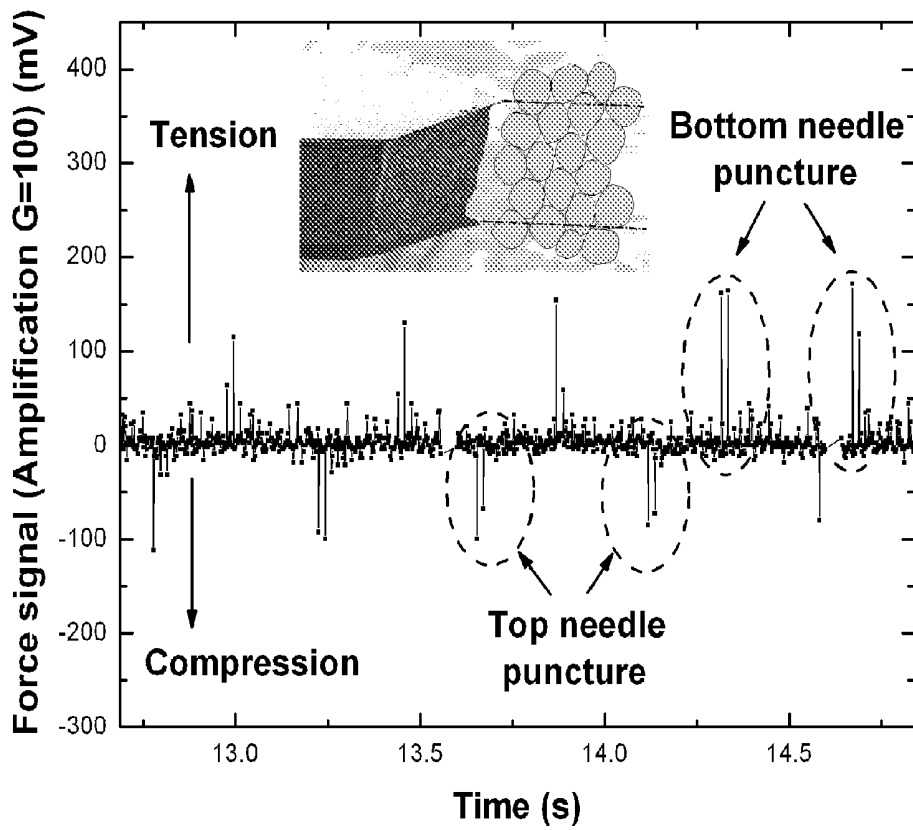 Force signal (Amplification G=100) (mV)
400
300
200
100
0
-100
-200
-300
Tension
Compression
Bottom needle
puncture
Top needle
puncture
13.0
13.5
14.0
14.5
Time (s)